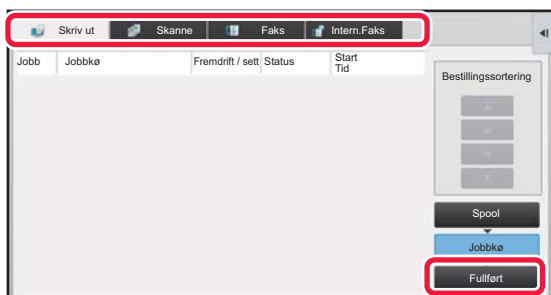 Skriv ut Skanne Faks Intern.Faks
Jobb Jobbkø Fremdrift / sett Status Start Tid
Bestillingssortering
Spool
Jobbkø
Fullført